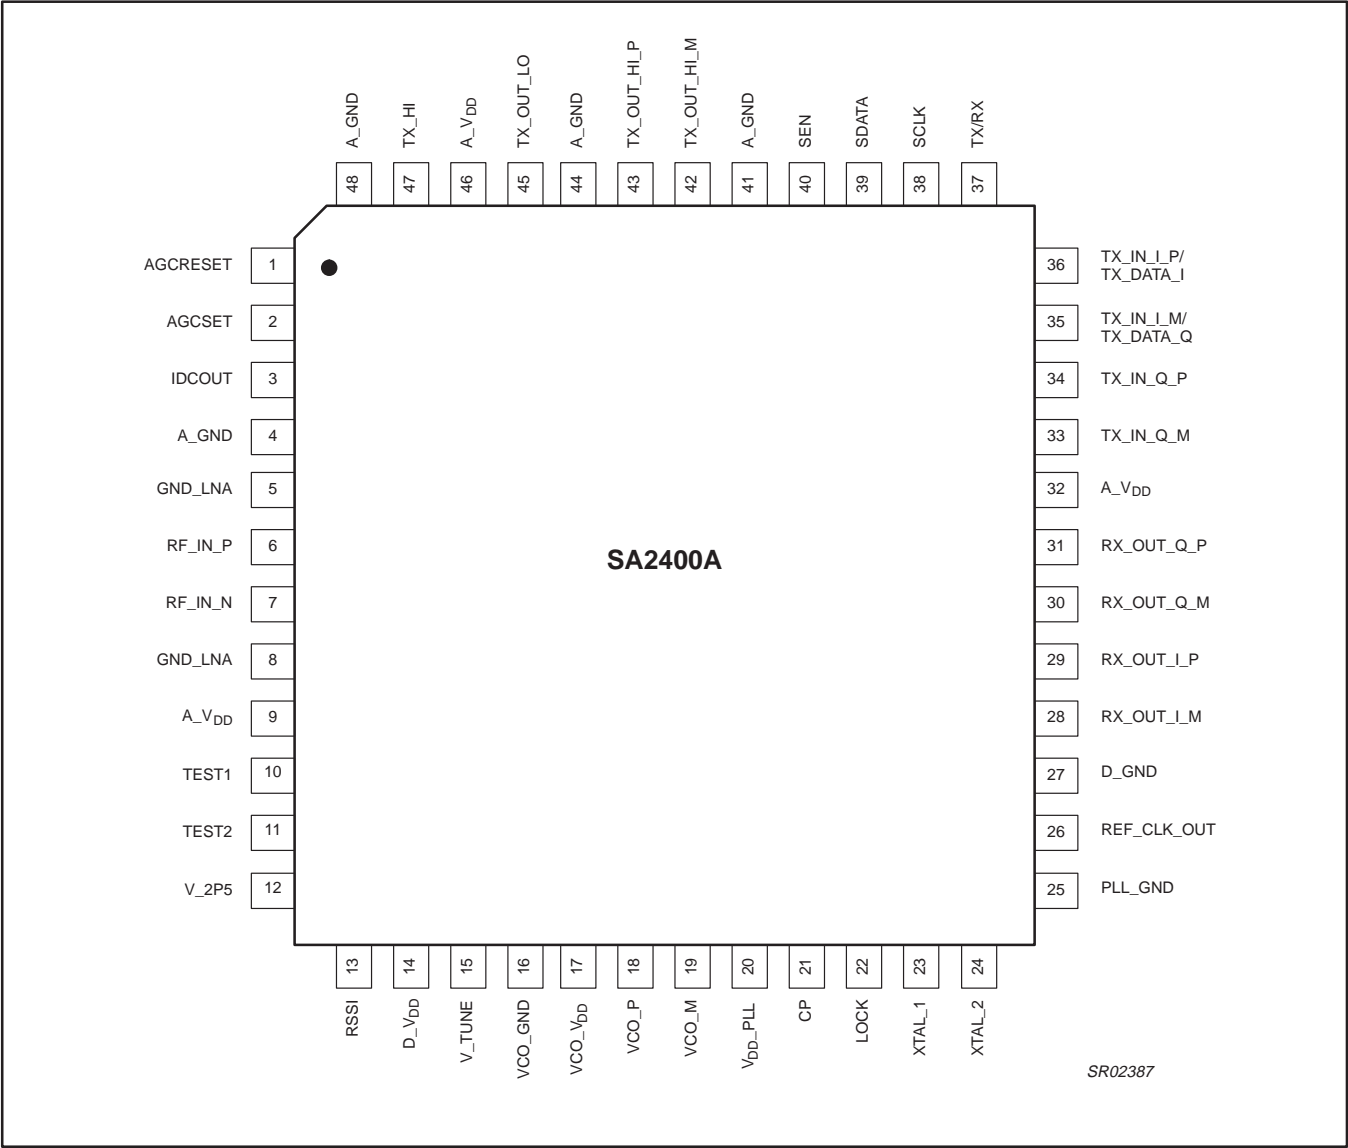 A_GND TX_HI A_VDD TX_OUT_LO A_GND TX_OUT_HI_P TX_OUT_HI_M A_GND SEN SDATA SCLK TX/RX
48 47 46 45 44 43 42 41 40 39 38 37
AGCRESET 1
AGCSET 2
IDCOUT 3
A_GND 4
GND_LNA 5
RF_IN_P 6
RF_IN_N 7
GND_LNA 8
A_VDD 9
TEST1 10
TEST2 11
V_2P5 12
SA2400A
36 TX_IN_I_P/
TX_DATA_I
35 TX_IN_I_M/
TX_DATA_Q
34 TX_IN_Q_P
33 TX_IN_Q_M
32 A_VDD
31 RX_OUT_Q_P
30 RX_OUT_Q_M
29 RX_OUT_I_P
28 RX_OUT_I_M
27 D_GND
26 REF_CLK_OUT
25 PLL_GND
13 14 15 16 17 18 19 20 21 22 23 24
RSSI D_VDD V_TUNE VCO_GND VCO_VDD VCO_P VCO_M VDD_PLL CP LOCK XTAL_1 XTAL_2
SR02387